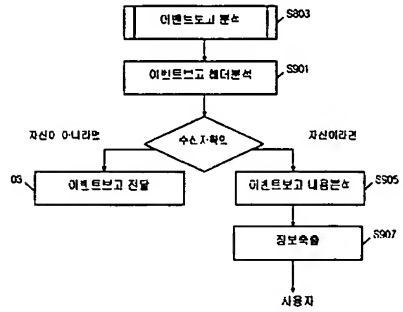 이벤트보고 분석
S803
이벤트보고 헤더분석
S901
자신이 아니라면
수신자확인
자신이라면
03
이벤트보고 전달
이벤트보고 내용분석
S905
정보추출
S907
사용자